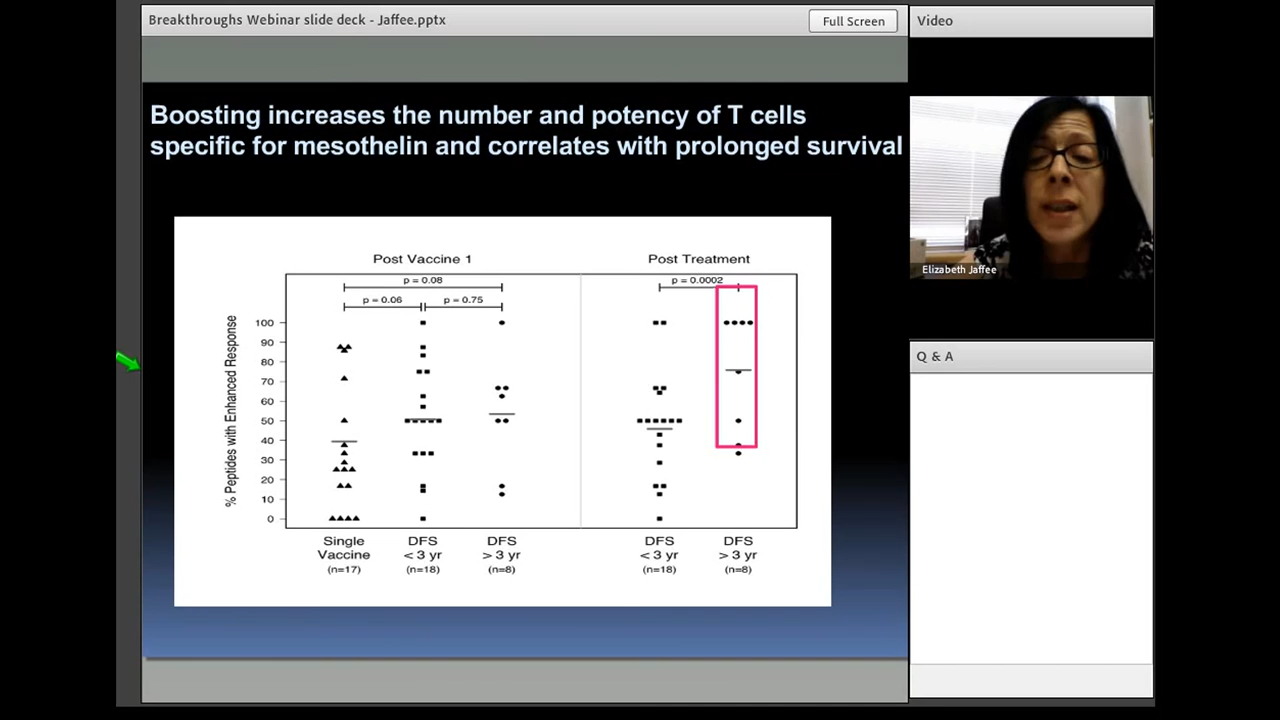 Breakthroughs Webinar slide deck - Jaffee.pptx
Full Screen
Video
Boosting increases the number and potency of T cells
specific for mesothelin and correlates with prolonged survival
Elizabeth Jaffee
Q & A
Post Vaccine 1
Post Treatment
p = 0.08
p = 0.0002
p = 0.06
p = 0.75
% Peptides with Enhanced Response
100
90
80
70
60
50
40
30
20
10
0
Single
Vaccine
(n=17)
DFS
< 3 yr
(n=18)
DFS
> 3 yr
(n=8)
DFS
< 3 yr
(n=18)
DFS
> 3 yr
(n=8)